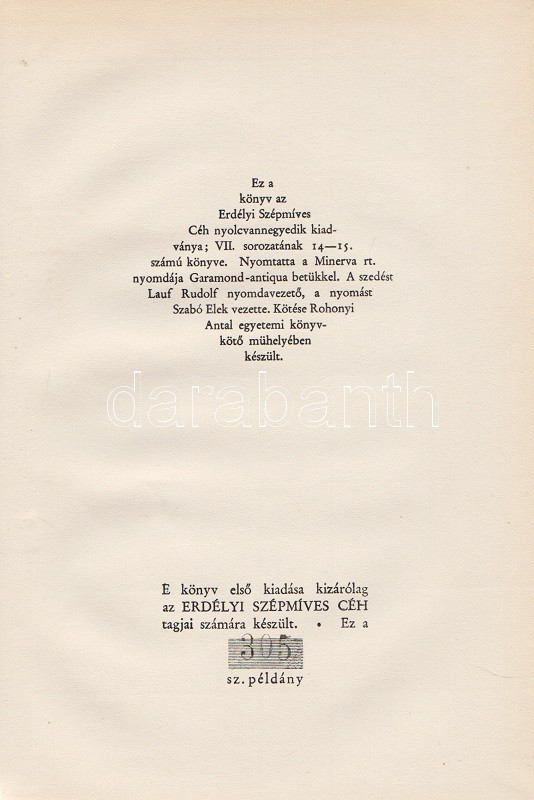 Ez a
könyv az
Erdélyi Szépmíves
Céh nyolcvannegyedik kiad-
ványa; VII. sorozatának 14—15.
számú könyve. Nyomtatta a Minerva rt.
nyomdája Garamond-antiqua betükkel. A szedést
Lauf Rudolf nyomdavezető, a nyomást
Szabó Elek vezette. Kötése Rohonyi
Antal egyetemi könyv-
kötő mühelyében
készült.
darabanth
E könyv első kiadása kizárólag
az ERDÉLYI SZÉPMÍVES CÉH
tagjai számára készült. • Ez a
305
sz. példány